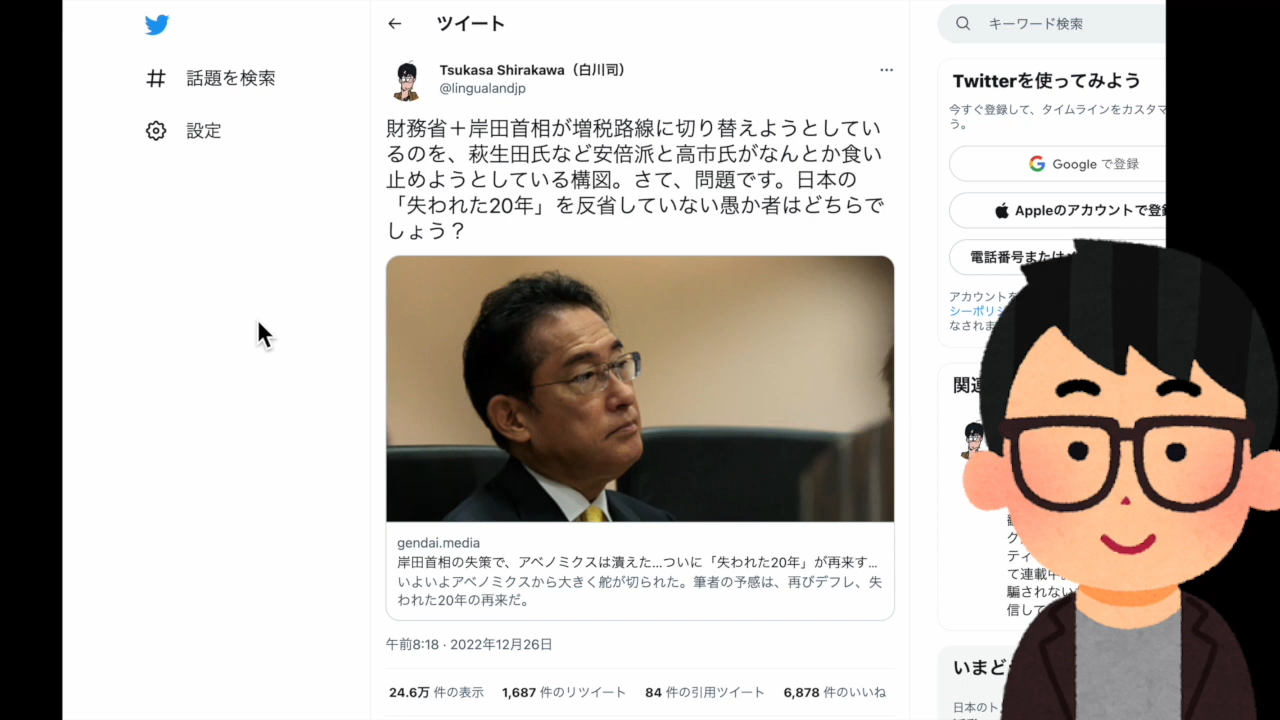 ツイート
キーワード検索
話題を検索
設定
Tsukasa Shirakawa（白川司）
@lingualandjp
財務省＋岸田首相が増税路線に切り替えようとしてい
るのを、萩生田氏など安倍派と高市氏がなんとか食い
止めようとしている構図。さて、問題です。日本の
「失われた20年」を反省していない愚か者はどちらで
しょう？
gendai.media
岸田首相の失策で、アベノミクスは潰えた...ついに「失われた20年」が再来す...
いよいよアベノミクスから大きく舵が切られた。筆者の予感は、再びデフレ、失
われた20年の再来だ。
午前8:18 · 2022年12月26日
24.6万 件の表示 1,687 件のリツイート 84 件の引用ツイート 6,878 件のいいね
Twitterを使ってみよう
今すぐ登録して、タイムラインをカスタマ
う。
Google で登録
Appleのアカウントで登録
電話番号または
アカウントを
シーポリシ
なされま
関連
ク
ティ
て連載中
騙されない
信して
いまど
日本のト